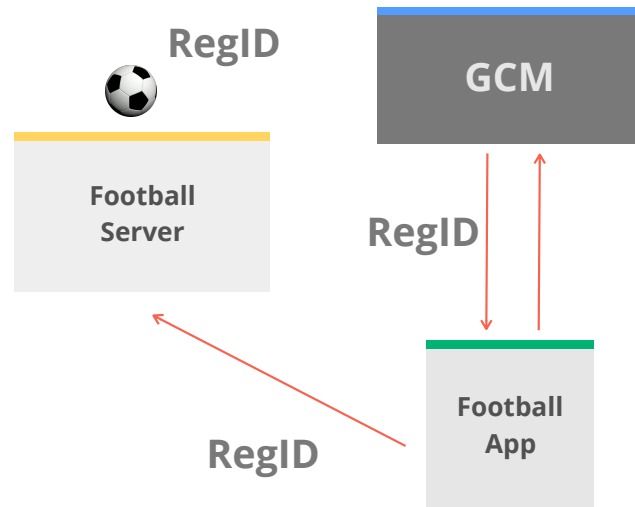 RegID
GCM
Football
Server
RegID
Football
App
RegID